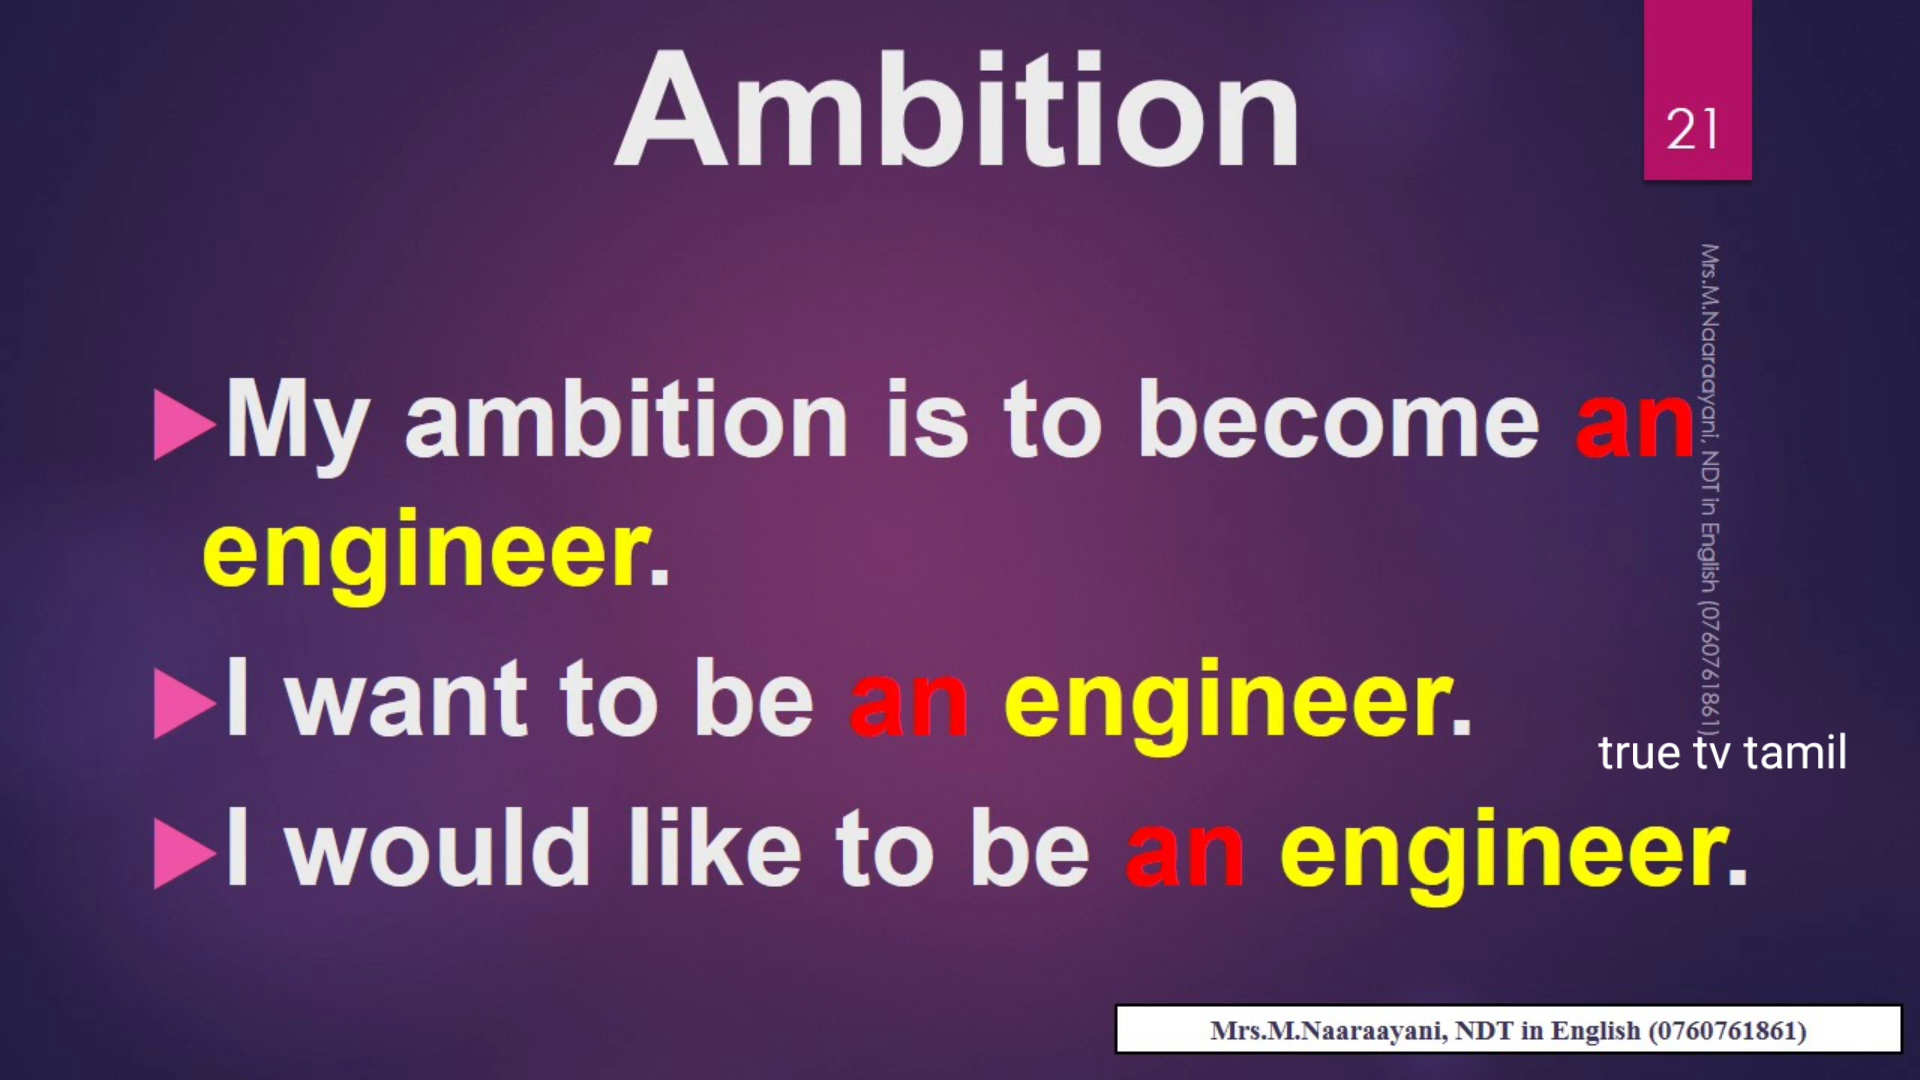 Ambition
21
My ambition is to become an
engineer.
I want to be an engineer.
I would like to be an engineer.
Mrs.M.Naaraayani, NDT in English (0760761861)
true tv tamil
Mrs.M.Naaraayani, NDT in English (0760761861)